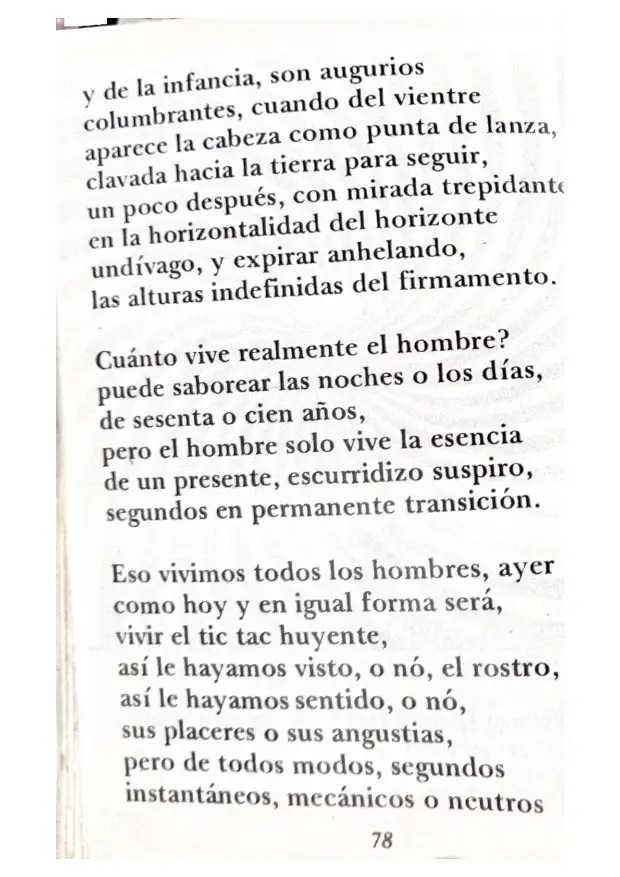 y de la infancia, son augurios
columbrantes, cuando del vientre
aparece la cabeza como punta de lanza,
clavada hacia la tierra para seguir,
un poco después, con mirada trepidante
en la horizontalidad del horizonte
undívago, y expirar anhelando,
las alturas indefinidas del firmamento.
Cuánto vive realmente el hombre?
puede saborear las noches o los días,
de sesenta o cien años,
pero el hombre solo vive la esencia
de un presente, escurridizo suspiro,
segundos en permanente transición.
Eso vivimos todos los hombres, ayer
como hoy y en igual forma será,
vivir el tic tac huyente,
así le hayamos visto, o nó, el rostro,
así le hayamos sentido, o nó,
sus placeres o sus angustias,
pero de todos modos, segundos
instantáneos, mecánicos o neutros
78